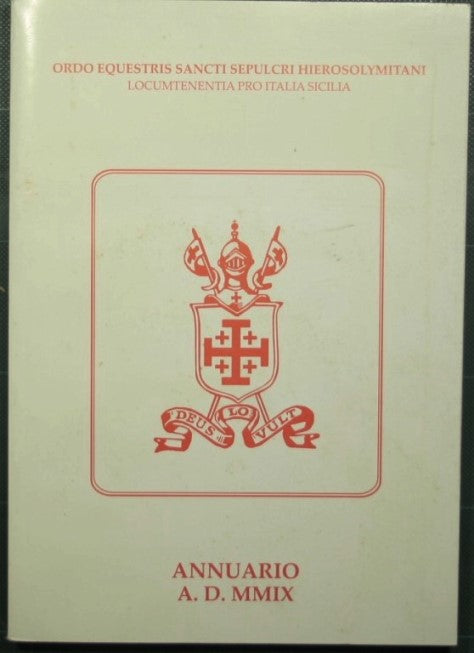 ORDO EQUESTRIS SANCTI SEPULCRI HIEROSOLYMITANI
LOCUMTENENTIA PRO ITALIA SICILIA
DEUS LO VULT
ANNUARIO
A. D. MMIX